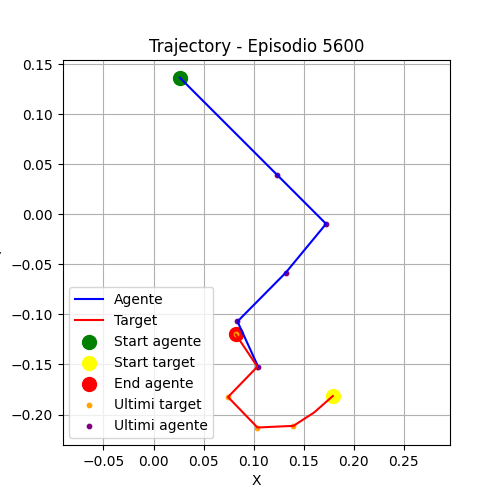 Trajectory - Episodio 5600
0.15
0.10
0.05
0.00
−0.05
−0.10
−0.15
−0.20
Agente
Target
Start agente
Start target
End agente
Ultimi target
Ultimi agente
−0.05
0.00
0.05
0.10
0.15
0.20
0.25
X